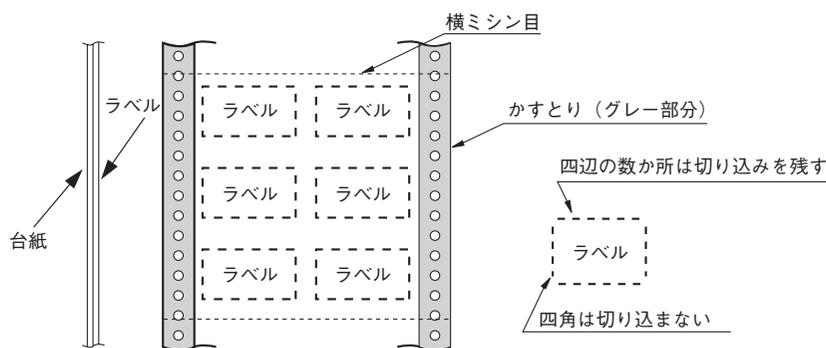 横ミシン目
ラベル
ラベル
ラベル
かすとり（グレー部分）
四辺の数か所は切り込みを残す
ラベル
ラベル
台紙
ラベル
ラベル
ラベル
四角は切り込まない